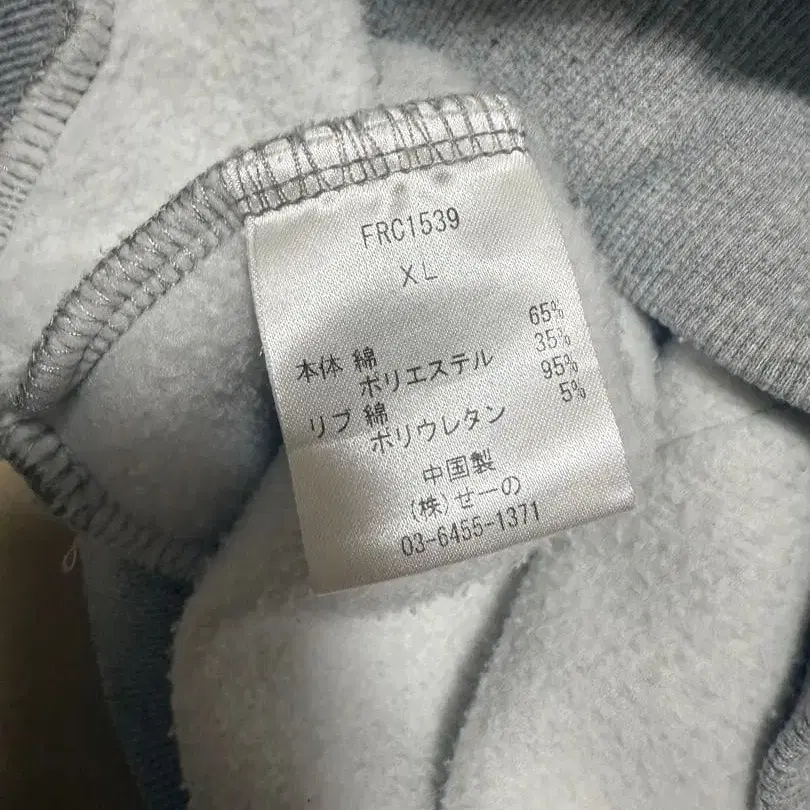 FRC1539
XL
本体 綿 65%
ポリエステル 35%
リブ 綿 95%
ポリウレタン 5%
中国製
(株)せーの
03-6455-1371